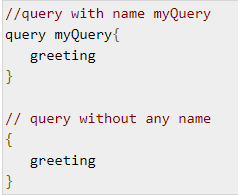 //query with name myQuery
query myQuery{
   greeting
}

// query without any name
{
   greeting
}